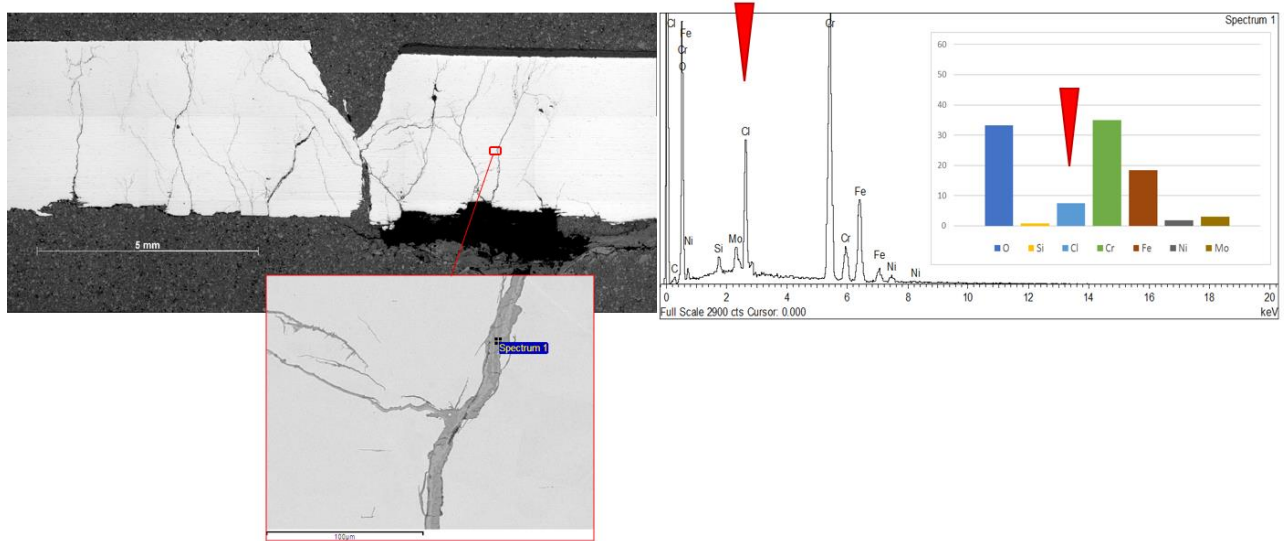 5 mm
Spectrum 1
100µm
Spectrum 1
Cl
Fe
Cr
O
Ni
C
Si
Mo
Cl
Cr
Cr
Fe
Fe
Ni
Ni
0 2 4 6 8 10 12 14 16 18 20
Full Scale 2900 cts Cursor: 0.000 keV
60
50
40
30
20
10
0
O Si Cl Cr Fe Ni Mo